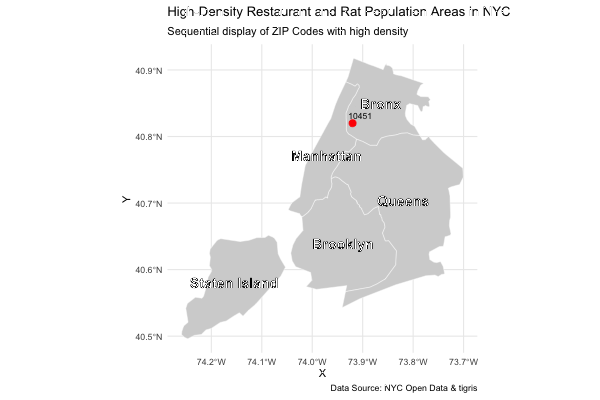 High-Density Restaurant and Rat Population Areas in NYC
Sequential display of ZIP Codes with high density
40.9°N
Bronx
10451
40.8°N
Manhattan
Y
40.7°N
Queens
Brooklyn
40.6°N
Staten Island
40.5°N
74.2°W 74.1°W 74.0°W 73.9°W 73.8°W 73.7°W
X
Data Source: NYC Open Data & tigris